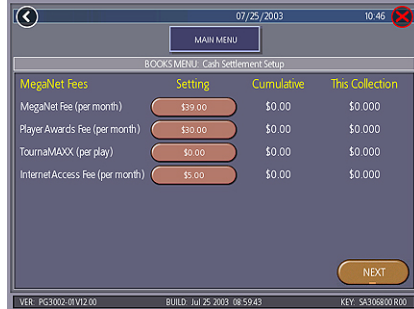 07/25/2003 10:46
MAIN MENU
BOOKS MENU: Cash Settlement Setup
MegaNet Fees Setting Cumulative This Collection
MegaNet Fee (per month) $39.00 $0.00 $0.000
Player Awards Fee (per month) $30.00 $0.00 $0.000
TournaMAXX (per play) $0.00 $0.00 $0.000
Internet Access Fee (per month) $5.00 $0.00 $0.000
NEXT
VER: PG3002-01V12.00 BUILD: Jul 25 2003 08:59:43 KEY: SA306800 R00